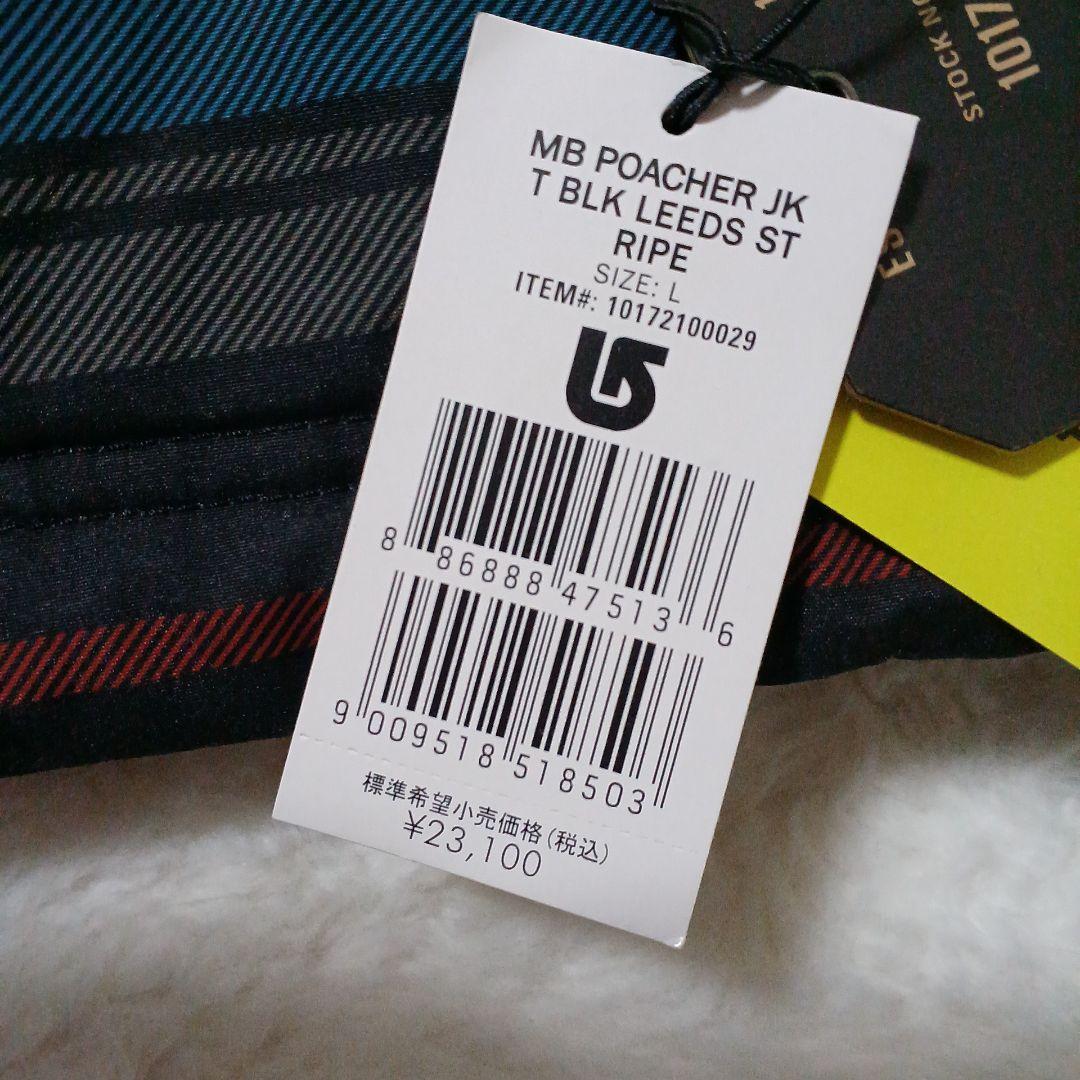 MB POACHER JK
T BLK LEEDS ST
RIPE
SIZE: L
ITEM#: 10172100029
8 86888 47513 6
9 009518 518503
標準希望小売価格(税込)
¥23,100
STOCK NO
1017
ES